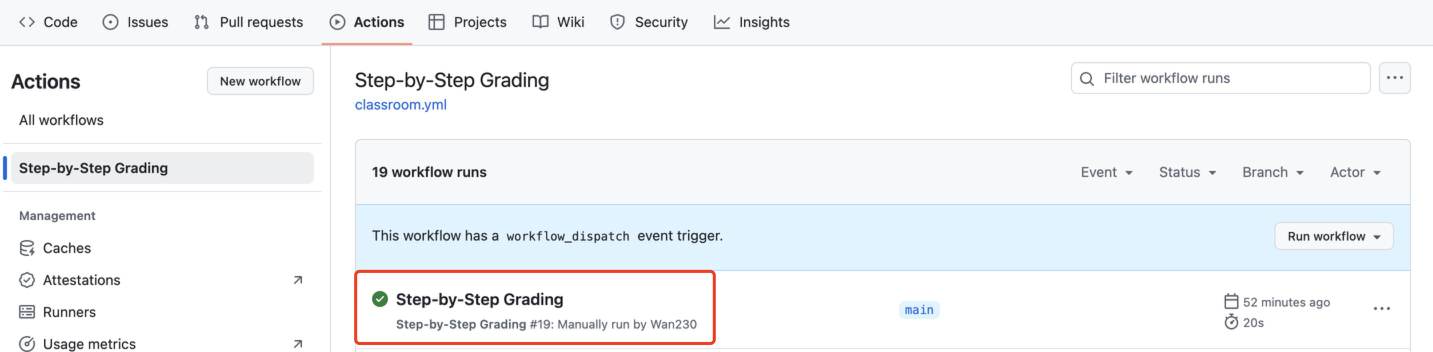 Code Issues Pull requests Actions Projects Wiki Security Insights
Actions
New workflow
All workflows
Step-by-Step Grading
Management
Caches
Attestations
Runners
Usage metrics
Step-by-Step Grading
classroom.yml
Filter workflow runs
19 workflow runs
Event Status Branch Actor
This workflow has a workflow_dispatch event trigger.
Run workflow
Step-by-Step Grading
Step-by-Step Grading #19: Manually run by Wan230
main
52 minutes ago
20s